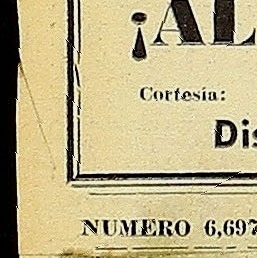 ¡AL
Cortesía:
Dis
NUMERO 6,697